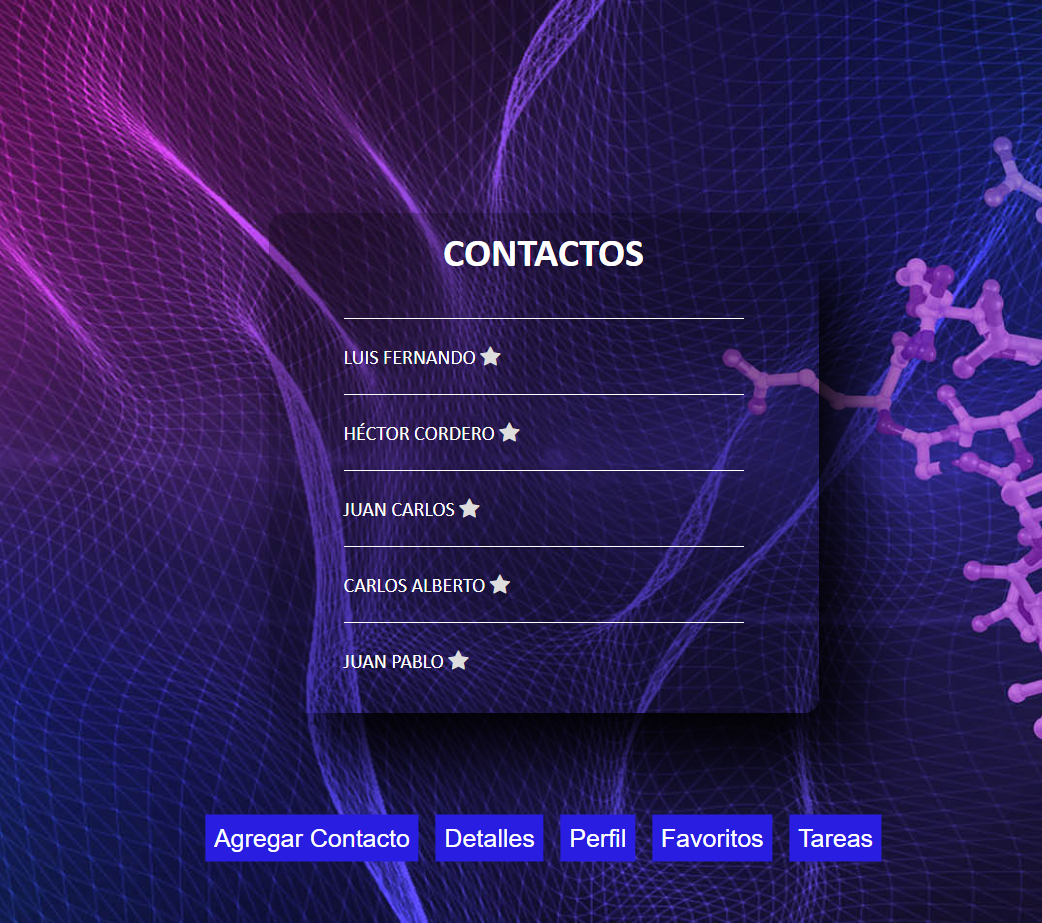 CONTACTOS
LUIS FERNANDO
HÉCTOR CORDERO
JUAN CARLOS
CARLOS ALBERTO
JUAN PABLO
Agregar Contacto Detalles Perfil Favoritos Tareas